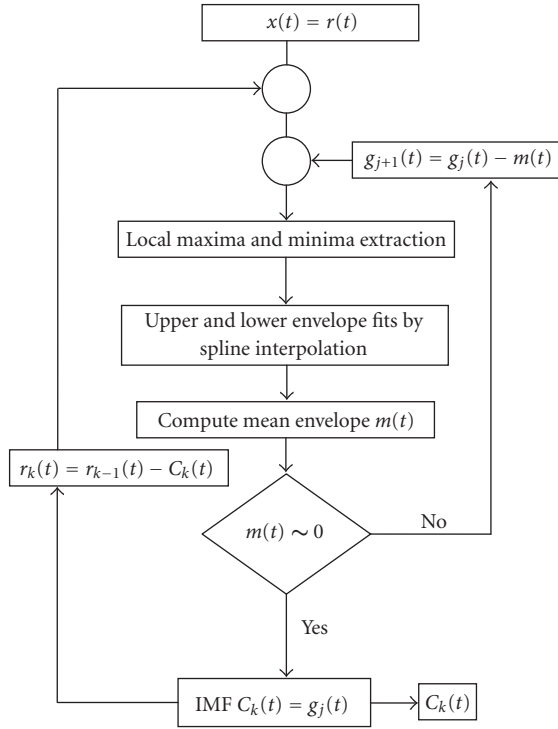 x(t) = r(t)
g_{j+1}(t) = g_j(t) − m(t)
Local maxima and minima extraction
Upper and lower envelope fits by
spline interpolation
Compute mean envelope m(t)
r_k(t) = r_{k−1}(t) − C_k(t)
m(t) ∼ 0
No
Yes
IMF C_k(t) = g_j(t)
C_k(t)